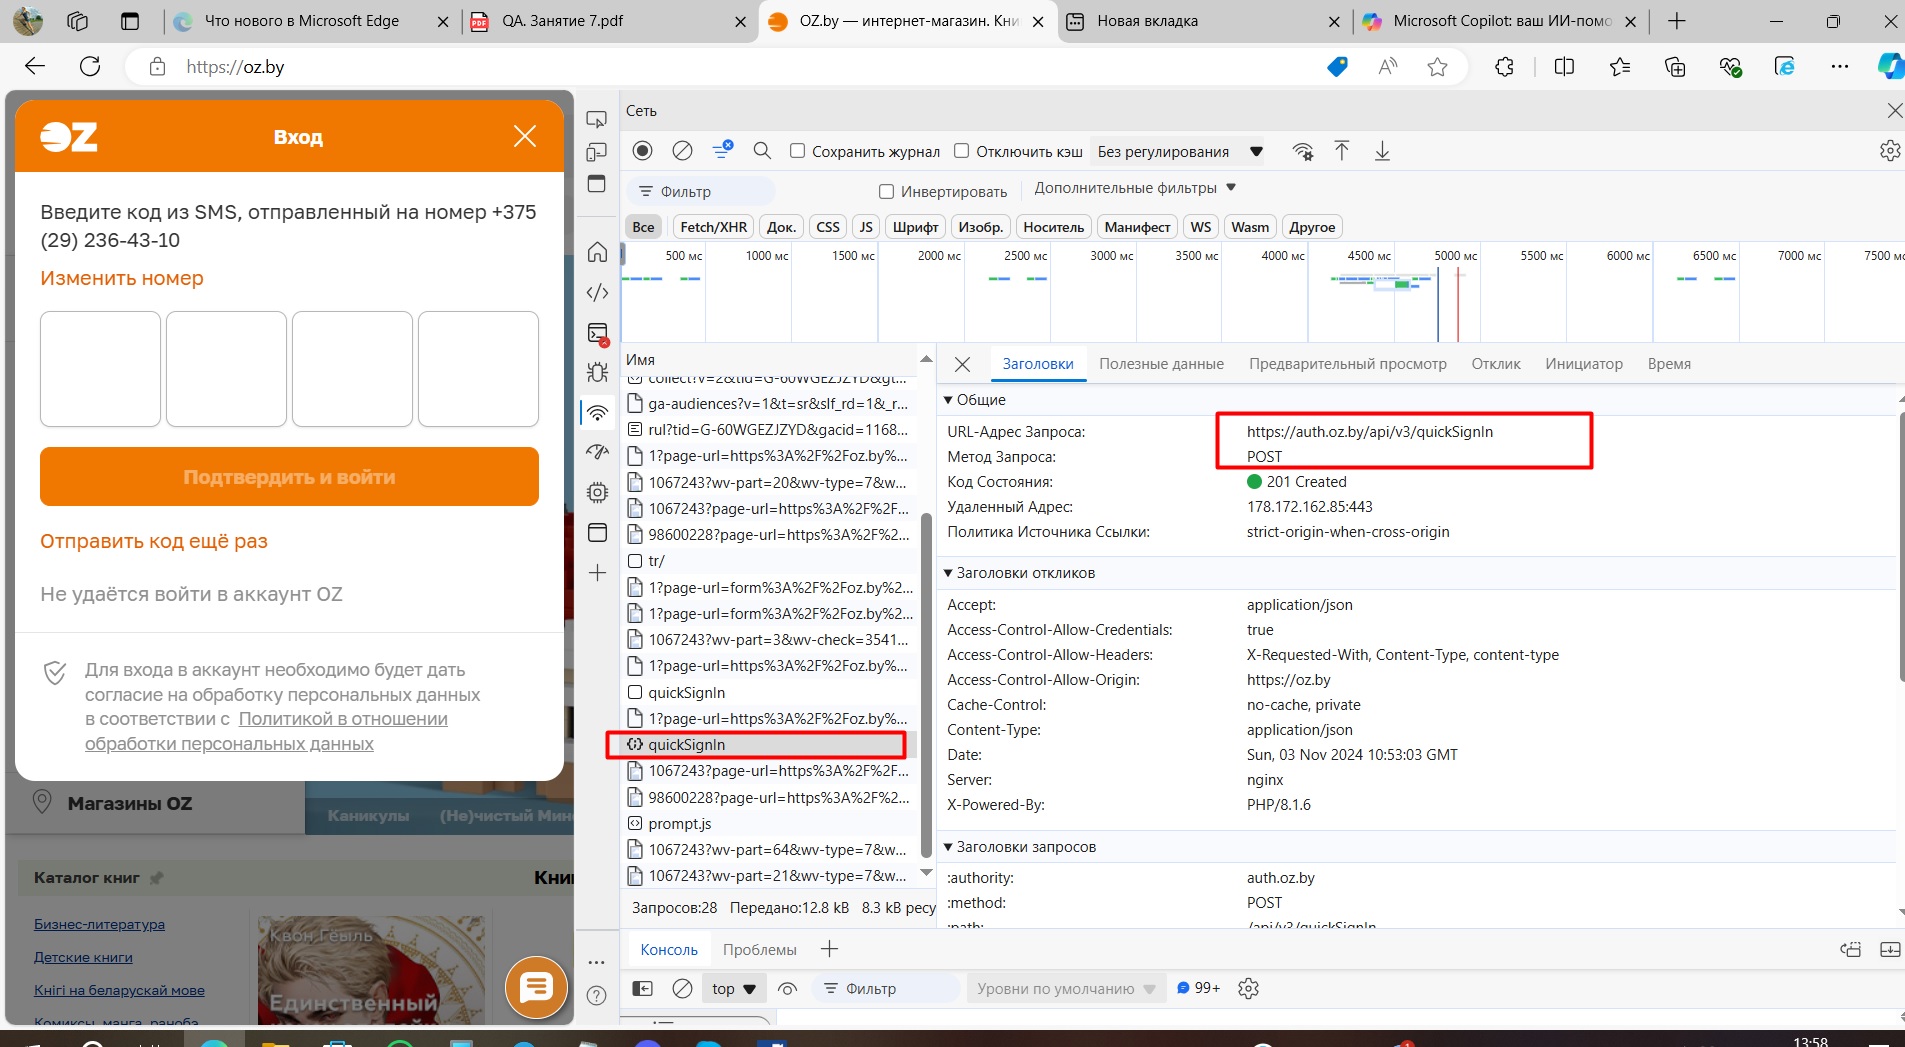 Что нового в Microsoft Edge
QA. Занятие 7.pdf
OZ.by — интернет-магазин. Кни
Новая вкладка
Microsoft Copilot: ваш ИИ-помо
https://oz.by
OZ
Вход
Введите код из SMS, отправленный на номер +375
(29) 236-43-10
Изменить номер
Подтвердить и войти
Отправить код ещё раз
Не удаётся войти в аккаунт OZ
Для входа в аккаунт необходимо будет дать
согласие на обработку персональных данных
в соответствии с Политикой в отношении
обработки персональных данных
Магазины OZ
Каникулы
(Не)чистый Мин
Каталог книг
Кни
Бизнес-литература
Детские книги
Кнігі на беларускай мове
Комиксы, манга, ранобэ
Квон Гёыль
Единственный
Сеть
Сохранить журнал
Отключить кэш
Без регулирования
Фильтр
Инвертировать
Дополнительные фильтры
Все
Fetch/XHR
Док.
CSS
JS
Шрифт
Изобр.
Носитель
Манифест
WS
Wasm
Другое
500 мс
1000 мс
1500 мс
2000 мс
2500 мс
3000 мс
3500 мс
4000 мс
4500 мс
5000 мс
5500 мс
6000 мс
6500 мс
7000 мс
7500 мс
Имя
collect?v=2&tid=G-60WGEZJZYD&gt...
ga-audiences?v=1&t=sr&slf_rd=1&_r...
rul?tid=G-60WGEZJZYD&gacid=1168...
1?page-url=https%3A%2F%2Foz.by%...
1067243?wv-part=20&wv-type=7&w...
1067243?page-url=https%3A%2F%2F...
98600228?page-url=https%3A%2F%2...
tr/
1?page-url=form%3A%2F%2Foz.by%2...
1?page-url=form%3A%2F%2Foz.by%2...
1067243?wv-part=3&wv-check=3541...
1?page-url=https%3A%2F%2Foz.by%...
quickSignIn
1?page-url=https%3A%2F%2Foz.by%...
quickSignIn
1067243?page-url=https%3A%2F%2F...
98600228?page-url=https%3A%2F%2...
prompt.js
1067243?wv-part=64&wv-type=7&w...
1067243?wv-part=21&wv-type=7&w...
Запросов:28 Передано:12.8 kB 8.3 kB ресу
Заголовки
Полезные данные
Предварительный просмотр
Отклик
Инициатор
Время
Общие
URL-Адрес Запроса: https://auth.oz.by/api/v3/quickSignIn
Метод Запроса: POST
Код Состояния: 201 Created
Удаленный Адрес: 178.172.162.85:443
Политика Источника Ссылки: strict-origin-when-cross-origin
Заголовки откликов
Accept: application/json
Access-Control-Allow-Credentials: true
Access-Control-Allow-Headers: X-Requested-With, Content-Type, content-type
Access-Control-Allow-Origin: https://oz.by
Cache-Control: no-cache, private
Content-Type: application/json
Date: Sun, 03 Nov 2024 10:53:03 GMT
Server: nginx
X-Powered-By: PHP/8.1.6
Заголовки запросов
:authority: auth.oz.by
:method: POST
:path: /api/v3/quickSignIn
Консоль
Проблемы
top
Фильтр
Уровни по умолчанию
99+
13:58